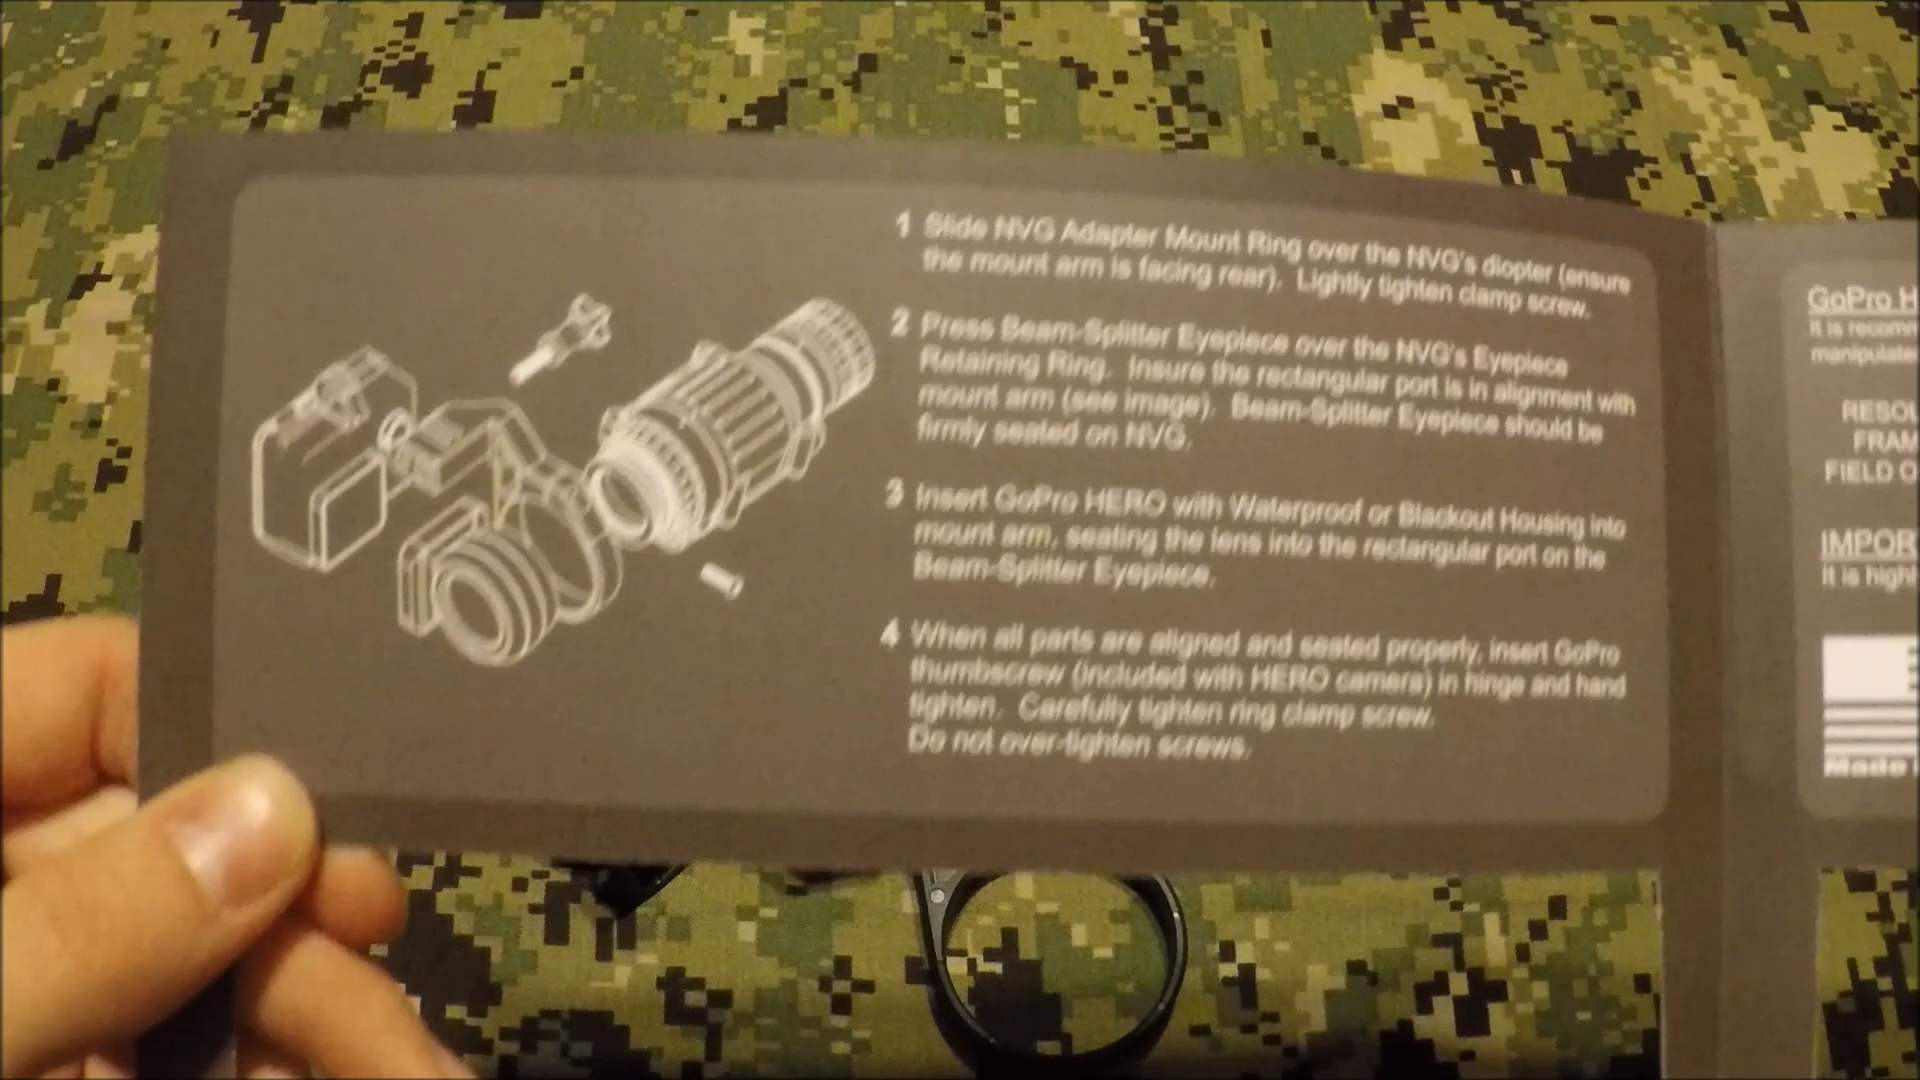 1 Slide NVG Adapter Mount Ring over the NVG's diopter (ensure
the mount arm is facing rear). Lightly tighten clamp screw.
2 Press Beam-Splitter Eyepiece over the NVG's Eyepiece
Retaining Ring. Insure the rectangular port is in alignment with
mount arm (see image). Beam-Splitter Eyepiece should be
firmly seated on NVG.
3 Insert GoPro HERO with Waterproof or Blackout Housing into
mount arm, seating the lens into the rectangular port on the
Beam-Splitter Eyepiece.
4 When all parts are aligned and seated properly, insert GoPro
thumbscrew (included with HERO camera) in hinge and hand
tighten. Carefully tighten ring clamp screw.
Do not over-tighten screws.
GoPro H
It is recom
manipulate
RESOL
FRAM
FIELD O
IMPOR
It is high
Made